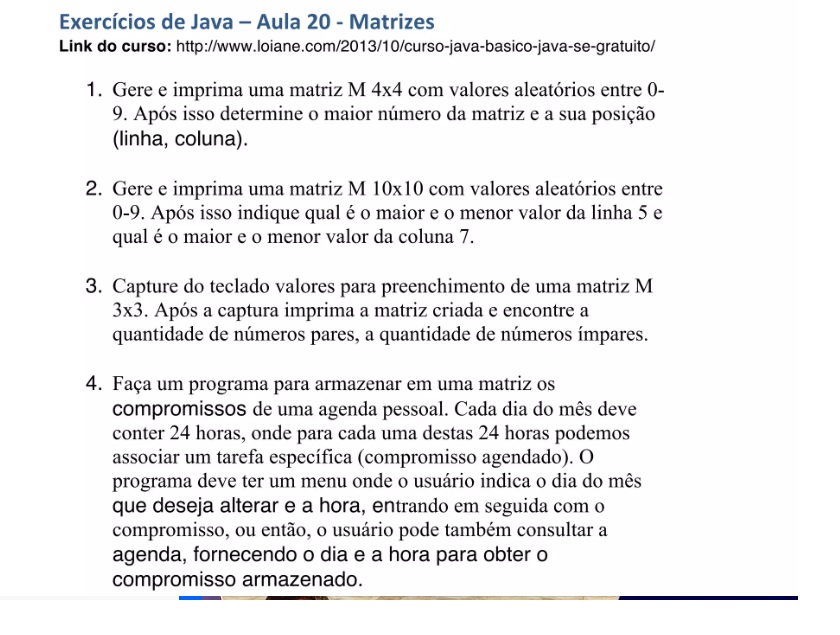 Exercícios de Java – Aula 20 - Matrizes
Link do curso: http://www.loiane.com/2013/10/curso-java-basico-java-se-gratuito/
1. Gere e imprima uma matriz M 4x4 com valores aleatórios entre 0-
9. Após isso determine o maior número da matriz e a sua posição
(linha, coluna).
2. Gere e imprima uma matriz M 10x10 com valores aleatórios entre
0-9. Após isso indique qual é o maior e o menor valor da linha 5 e
qual é o maior e o menor valor da coluna 7.
3. Capture do teclado valores para preenchimento de uma matriz M
3x3. Após a captura imprima a matriz criada e encontre a
quantidade de números pares, a quantidade de números ímpares.
4. Faça um programa para armazenar em uma matriz os
compromissos de uma agenda pessoal. Cada dia do mês deve
conter 24 horas, onde para cada uma destas 24 horas podemos
associar um tarefa específica (compromisso agendado). O
programa deve ter um menu onde o usuário indica o dia do mês
que deseja alterar e a hora, entrando em seguida com o
compromisso, ou então, o usuário pode também consultar a
agenda, fornecendo o dia e a hora para obter o
compromisso armazenado.